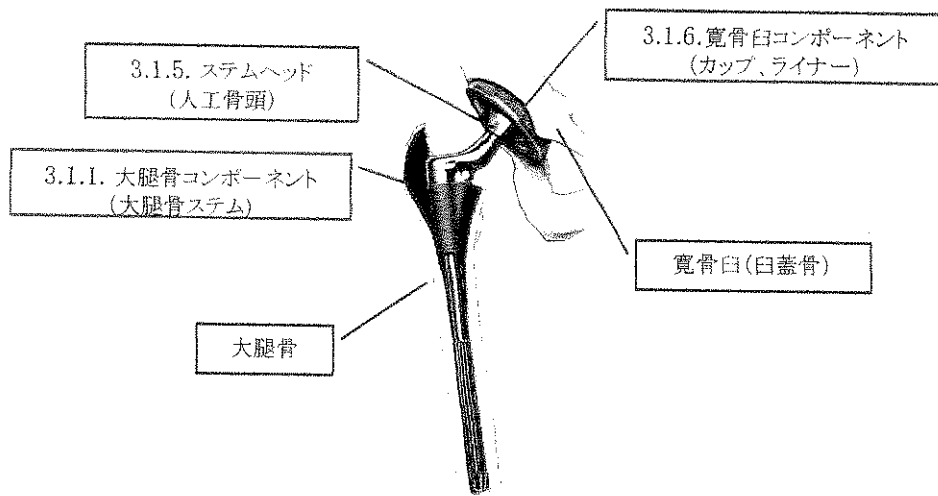 3.1.5. ステムヘッド
(人工骨頭)
3.1.6.寛骨臼コンポーネント
(カップ、ライナー)
3.1.1. 大腿骨コンポーネント
(大腿骨ステム)
寛骨臼(臼蓋骨)
大腿骨